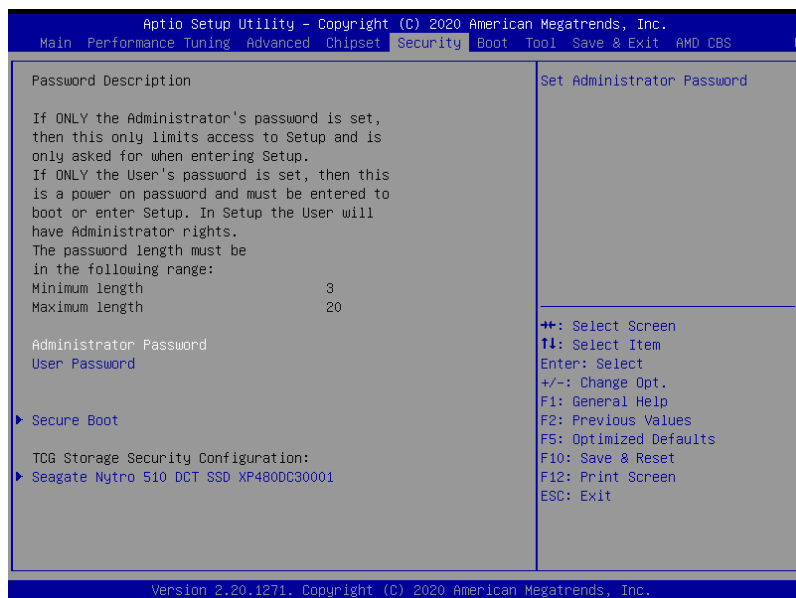 Aptio Setup Utility – Copyright (C) 2020 American Megatrends, Inc.
Main Performance Tuning Advanced Chipset Security Boot Tool Save & Exit AMD CBS
Password Description
If ONLY the Administrator's password is set,
then this only limits access to Setup and is
only asked for when entering Setup.
If ONLY the User's password is set, then this
is a power on password and must be entered to
boot or enter Setup. In Setup the User will
have Administrator rights.
The password length must be
in the following range:
Minimum length 3
Maximum length 20
Administrator Password
User Password
Secure Boot
TCG Storage Security Configuration:
Seagate Nytro 510 DCT SSD XP480DC30001
Set Administrator Password
→←: Select Screen
↑↓: Select Item
Enter: Select
+/-: Change Opt.
F1: General Help
F2: Previous Values
F5: Optimized Defaults
F10: Save & Reset
F12: Print Screen
ESC: Exit
Version 2.20.1271. Copyright (C) 2020 American Megatrends, Inc.